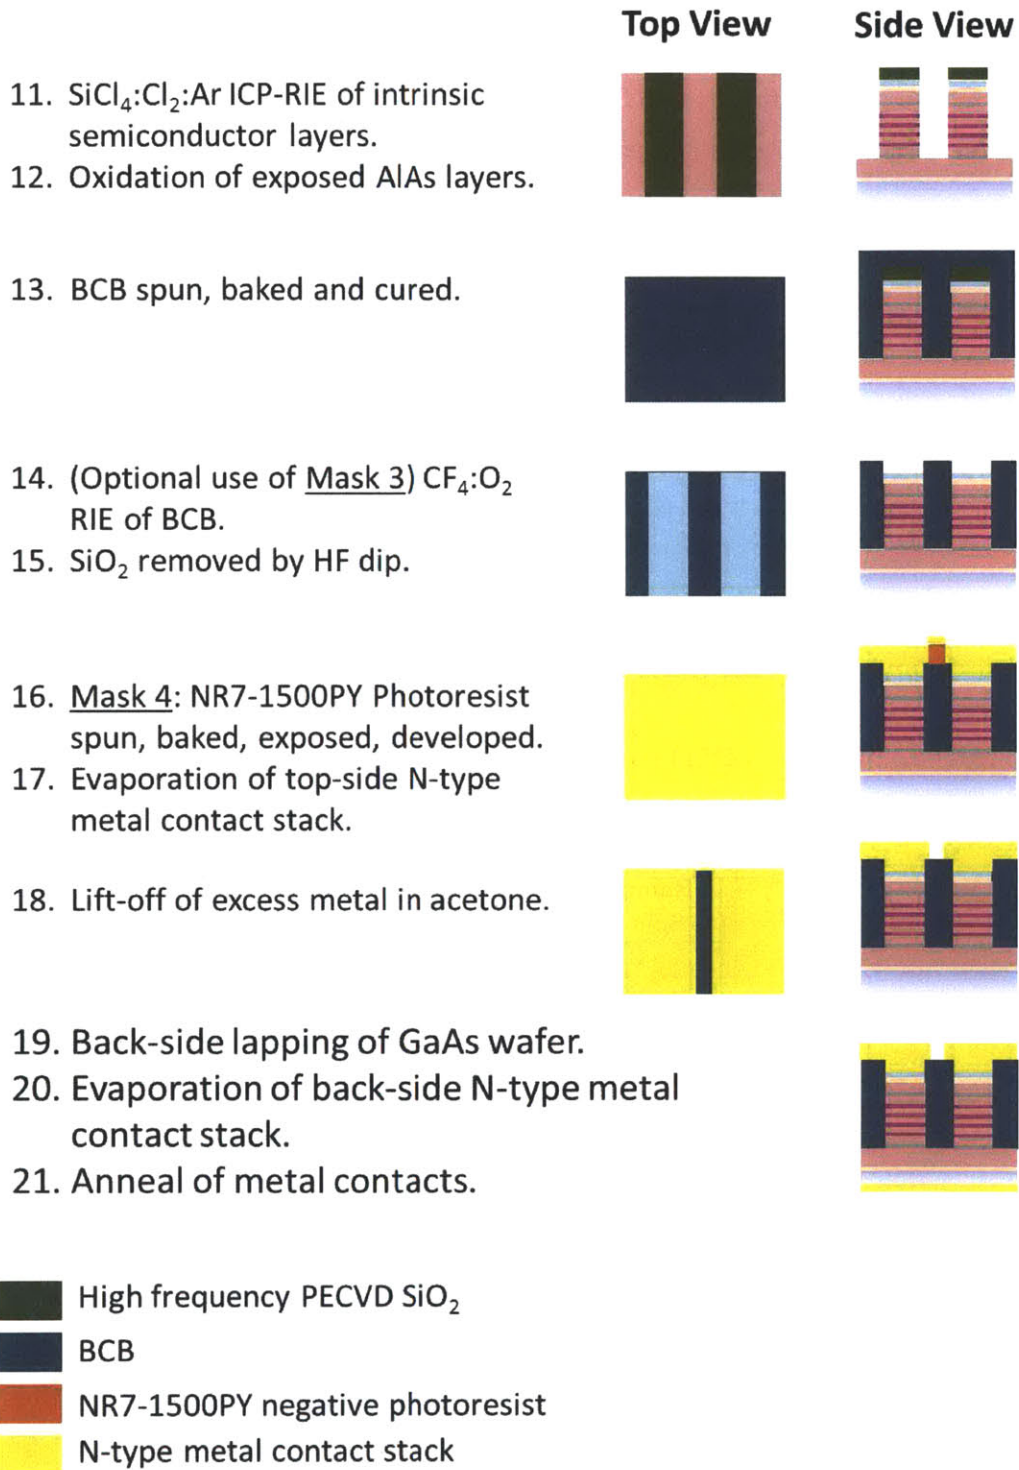 Top View Side View
11. SiCl₄:Cl₂:Ar ICP-RIE of intrinsic
semiconductor layers.
12. Oxidation of exposed AlAs layers.
13. BCB spun, baked and cured.
14. (Optional use of Mask 3) CF₄:O₂
RIE of BCB.
15. SiO₂ removed by HF dip.
16. Mask 4: NR7-1500PY Photoresist
spun, baked, exposed, developed.
17. Evaporation of top-side N-type
metal contact stack.
18. Lift-off of excess metal in acetone.
19. Back-side lapping of GaAs wafer.
20. Evaporation of back-side N-type metal
contact stack.
21. Anneal of metal contacts.
High frequency PECVD SiO₂
BCB
NR7-1500PY negative photoresist
N-type metal contact stack